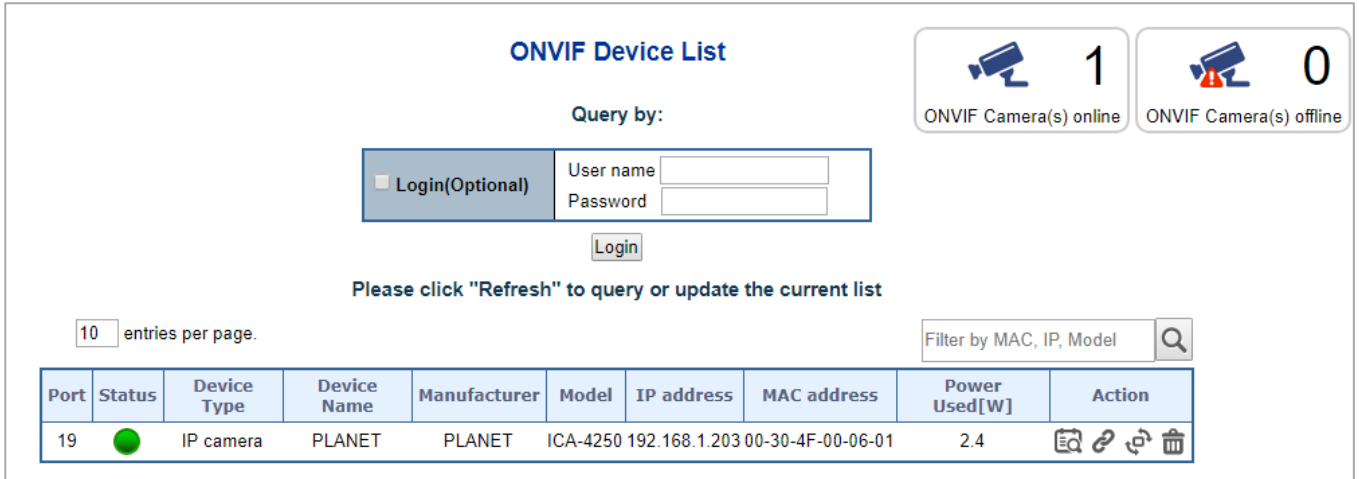 ONVIF Device List
1
ONVIF Camera(s) online
0
ONVIF Camera(s) offline
Query by:
Login(Optional)
User name
Password
Login
Please click "Refresh" to query or update the current list
10 entries per page.
Filter by MAC, IP, Model
Port Status Device Type Device Name Manufacturer Model IP address MAC address Power Used[W] Action
19 IP camera PLANET PLANET ICA-4250 192.168.1.203 00-30-4F-00-06-01 2.4